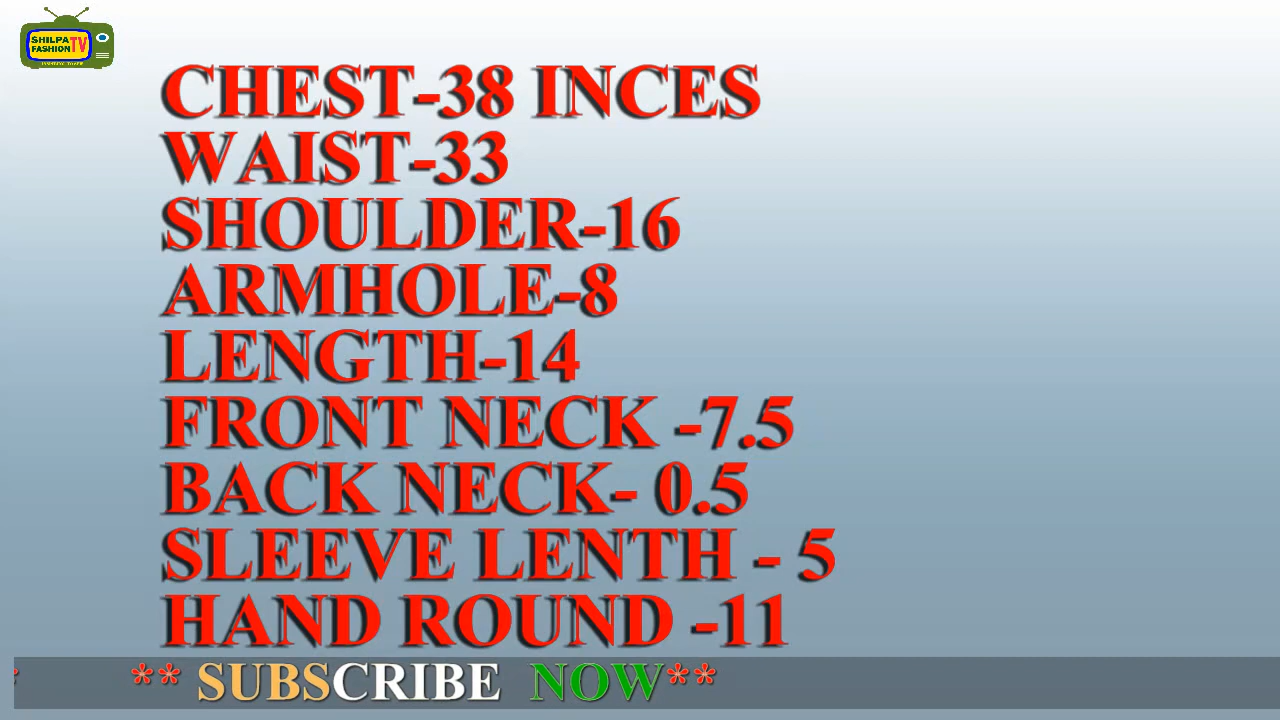 SHILPA
FASHION TV
CHEST-38 INCES
WAIST-33
SHOULDER-16
ARMHOLE-8
LENGTH-14
FRONT NECK -7.5
BACK NECK- 0.5
SLEEVE LENTH - 5
HAND ROUND -11
** SUBSCRIBE NOW**